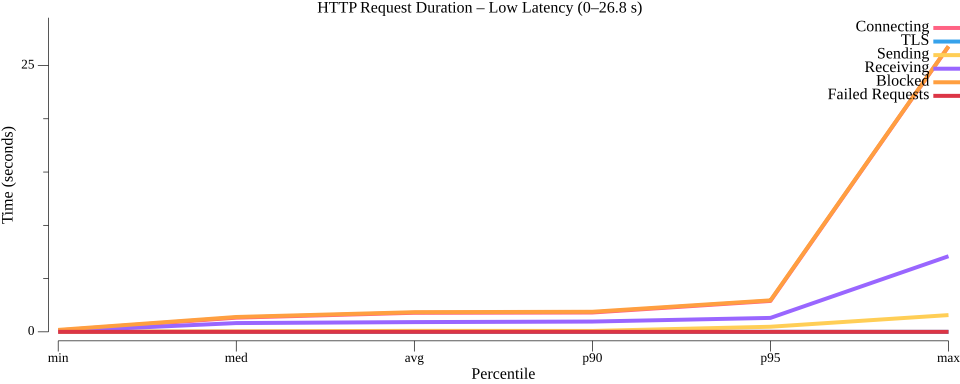 HTTP Request Duration – Low Latency (0–26.8 s)
Connecting
TLS
Sending
Receiving
Blocked
Failed Requests
Time (seconds)
25
0
min med avg p90 p95 max
Percentile